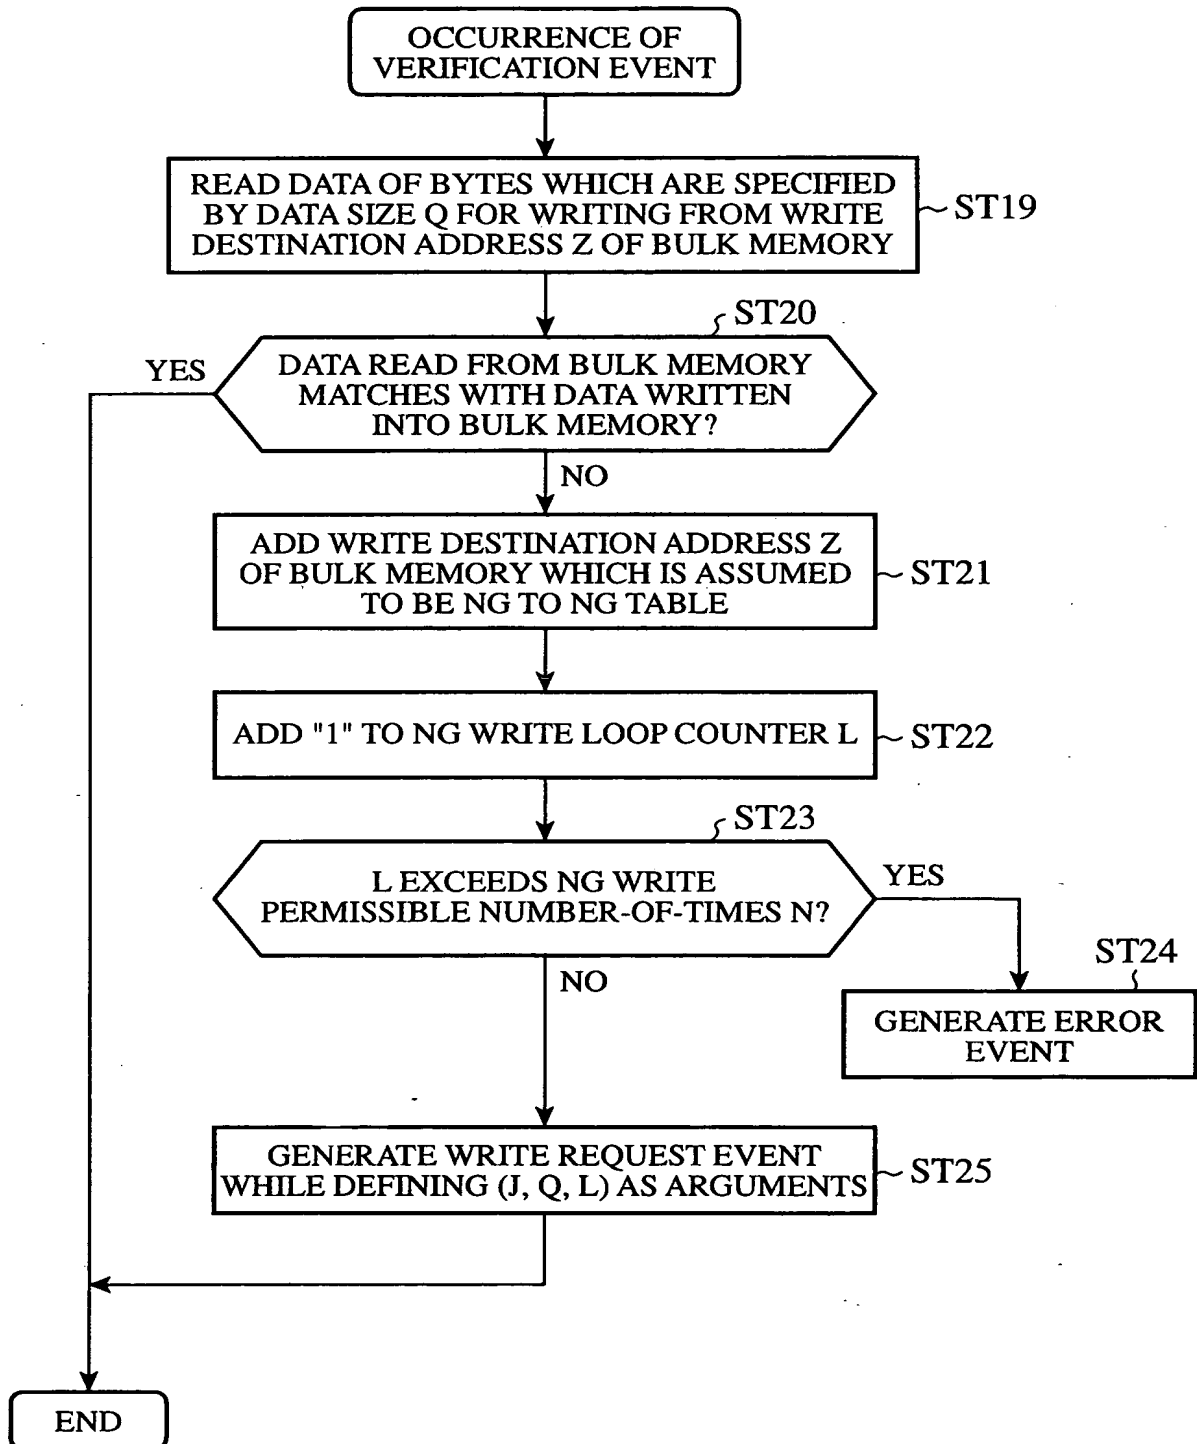 OCCURRENCE OF
VERIFICATION EVENT
READ DATA OF BYTES WHICH ARE SPECIFIED
BY DATA SIZE Q FOR WRITING FROM WRITE
DESTINATION ADDRESS Z OF BULK MEMORY
ST19
ST20
YES
DATA READ FROM BULK MEMORY
MATCHES WITH DATA WRITTEN
INTO BULK MEMORY?
NO
ADD WRITE DESTINATION ADDRESS Z
OF BULK MEMORY WHICH IS ASSUMED
TO BE NG TO NG TABLE
ST21
ADD "1" TO NG WRITE LOOP COUNTER L
ST22
ST23
L EXCEEDS NG WRITE
PERMISSIBLE NUMBER-OF-TIMES N?
YES
NO
ST24
GENERATE ERROR
EVENT
GENERATE WRITE REQUEST EVENT
WHILE DEFINING (J, Q, L) AS ARGUMENTS
ST25
END